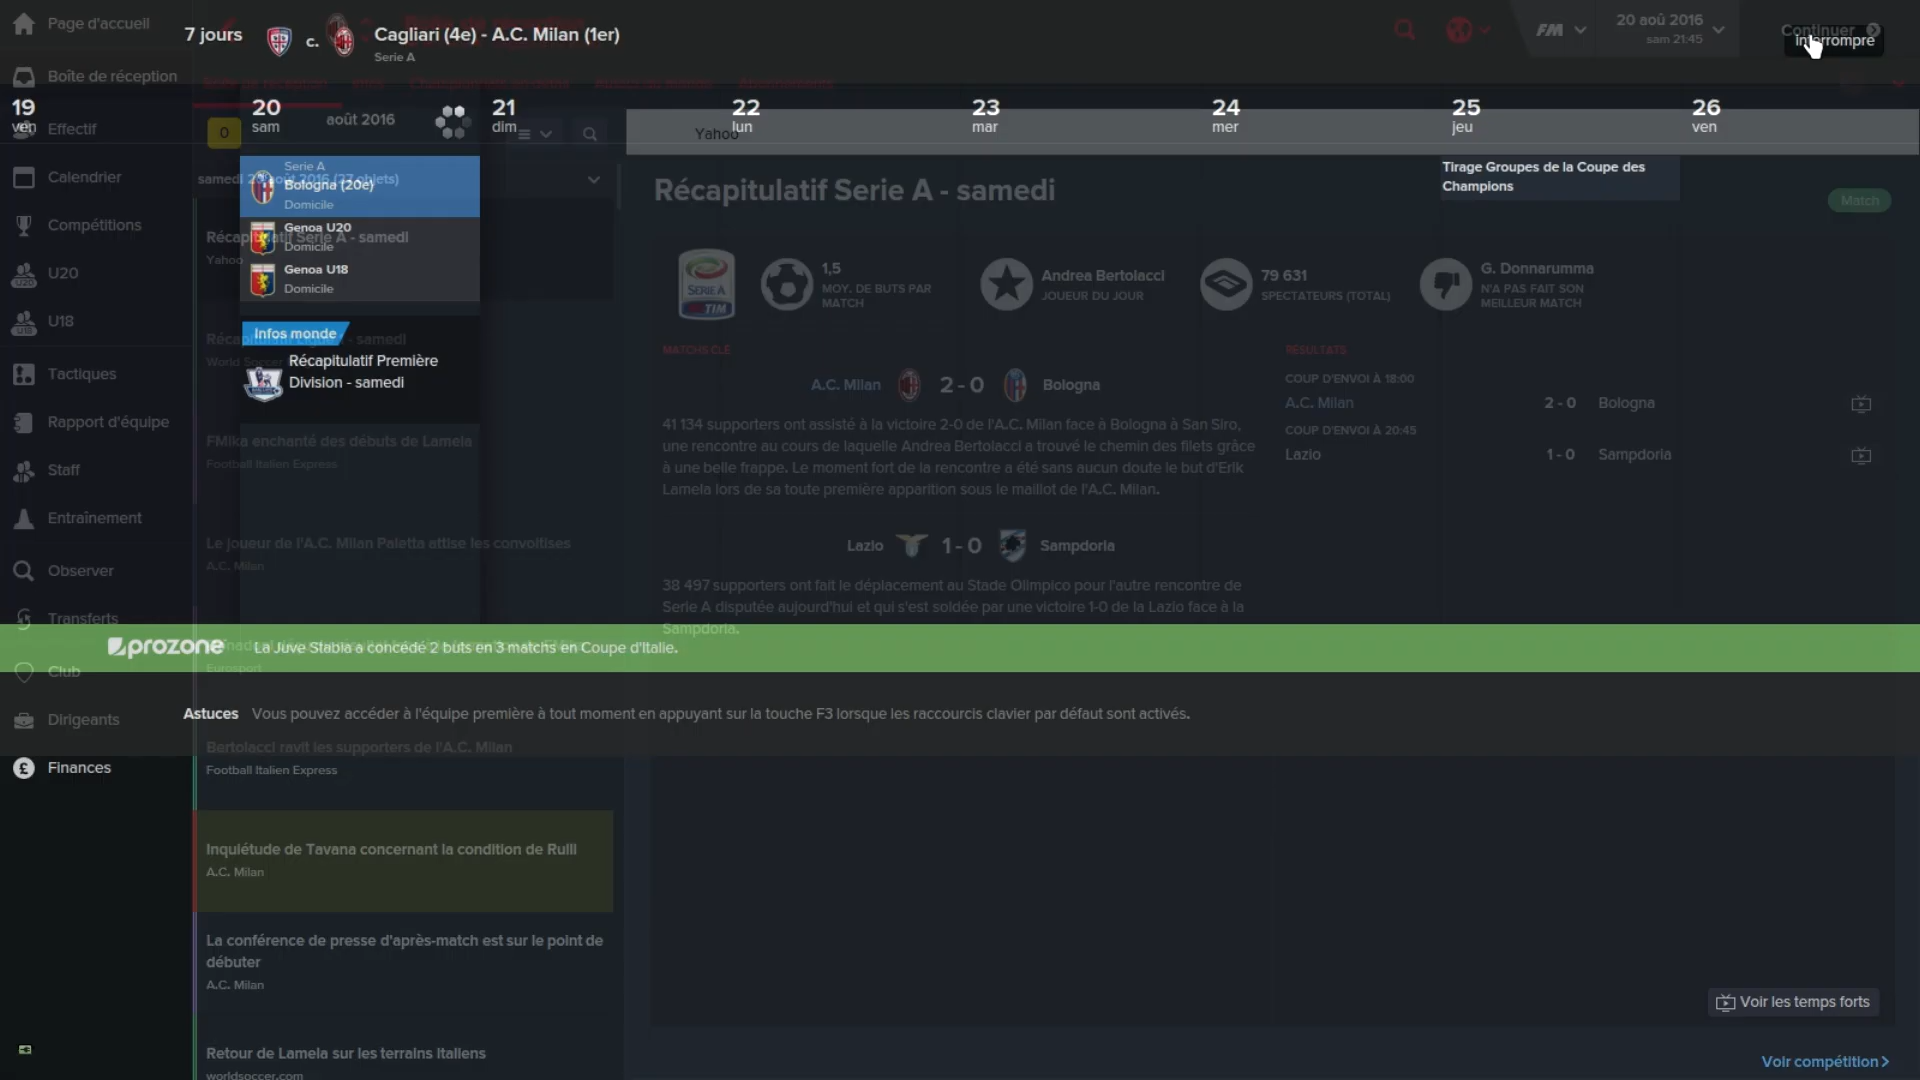 Page d'accueil
7 jours
c.
Cagliari (4e) - A.C. Milan (1er)
Serie A
FM
20 aoû 2016
sam 21:45
Continuer
Interrompre
Boîte de réception
19
ven
20
sam
août 2016
21
dim
22
lun
23
mar
24
mer
25
jeu
26
ven
Effectif
0
Yahoo
Calendrier
Serie A
Bologna (20e)
Domicile
Tirage Groupes de la Coupe des
Champions
Récapitulatif Serie A - samedi
Match
Compétitions
Genoa U20
Domicile
Récapitulatif Serie A - samedi
Yahoo
U20
Genoa U18
Domicile
SERIE A
TIM
1,5
MOY. DE BUTS PAR
MATCH
Andrea Bertolacci
JOUEUR DU JOUR
79 631
SPECTATEURS (TOTAL)
G. Donnarumma
N'A PAS FAIT SON
MEILLEUR MATCH
U18
Infos monde
Récapitulatif Première
Division - samedi
MATCHS CLÉ
RÉSULTATS
Tactiques
A.C. Milan 2 - 0 Bologna
COUP D'ENVOI À 18:00
A.C. Milan 2 - 0 Bologna
COUP D'ENVOI À 20:45
Lazio 1 - 0 Sampdoria
Rapport d'équipe
41 134 supporters ont assisté à la victoire 2-0 de l'A.C. Milan face à Bologna à San Siro,
une rencontre au cours de laquelle Andrea Bertolacci a trouvé le chemin des filets grâce
à une belle frappe. Le moment fort de la rencontre a été sans aucun doute le but d'Erik
Lamela lors de sa toute première apparition sous le maillot de l'A.C. Milan.
FMika enchanté des débuts de Lamela
Football Italien Express
Staff
Entraînement
Le joueur de l'A.C. Milan Paletta attise les convoitises
A.C. Milan
Lazio 1 - 0 Sampdoria
Observer
38 497 supporters ont fait le déplacement au Stade Olimpico pour l'autre rencontre de
Serie A disputée aujourd'hui et qui s'est soldée par une victoire 1-0 de la Lazio face à la
Sampdoria.
Transferts
prozone
La Juve Stabia a concédé 2 buts en 3 matchs en Coupe d'Italie.
Eurosport
Club
Dirigeants
Astuces Vous pouvez accéder à l'équipe première à tout moment en appuyant sur la touche F3 lorsque les raccourcis clavier par défaut sont activés.
Bertolacci ravit les supporters de l'A.C. Milan
Football Italien Express
Finances
Inquiétude de Tavana concernant la condition de Rulli
A.C. Milan
La conférence de presse d'après-match est sur le point de
débuter
A.C. Milan
Voir les temps forts
Retour de Lamela sur les terrains italiens
worldsoccer.com
Voir compétition >